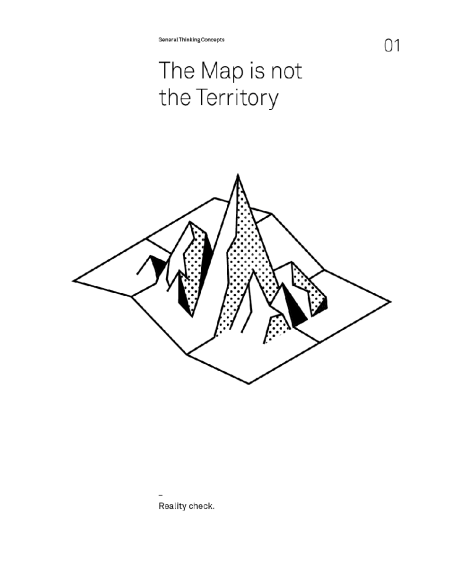 General Thinking Concepts
01
The Map is not
the Territory
–
Reality check.